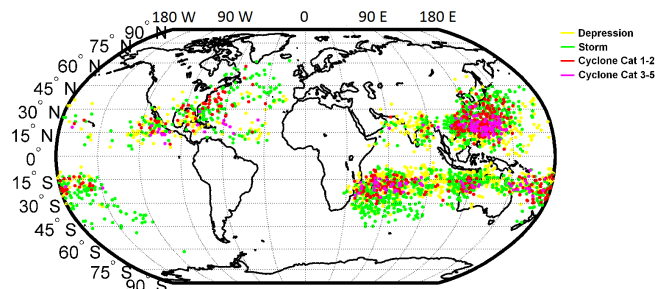 180 W 90 W 0 90 E 180 E
75° N
60° N
45° N
30° N
15° N
0°
15° S
30° S
45° S
60° S
75° S
90° S
Depression
Storm
Cyclone Cat 1-2
Cyclone Cat 3-5